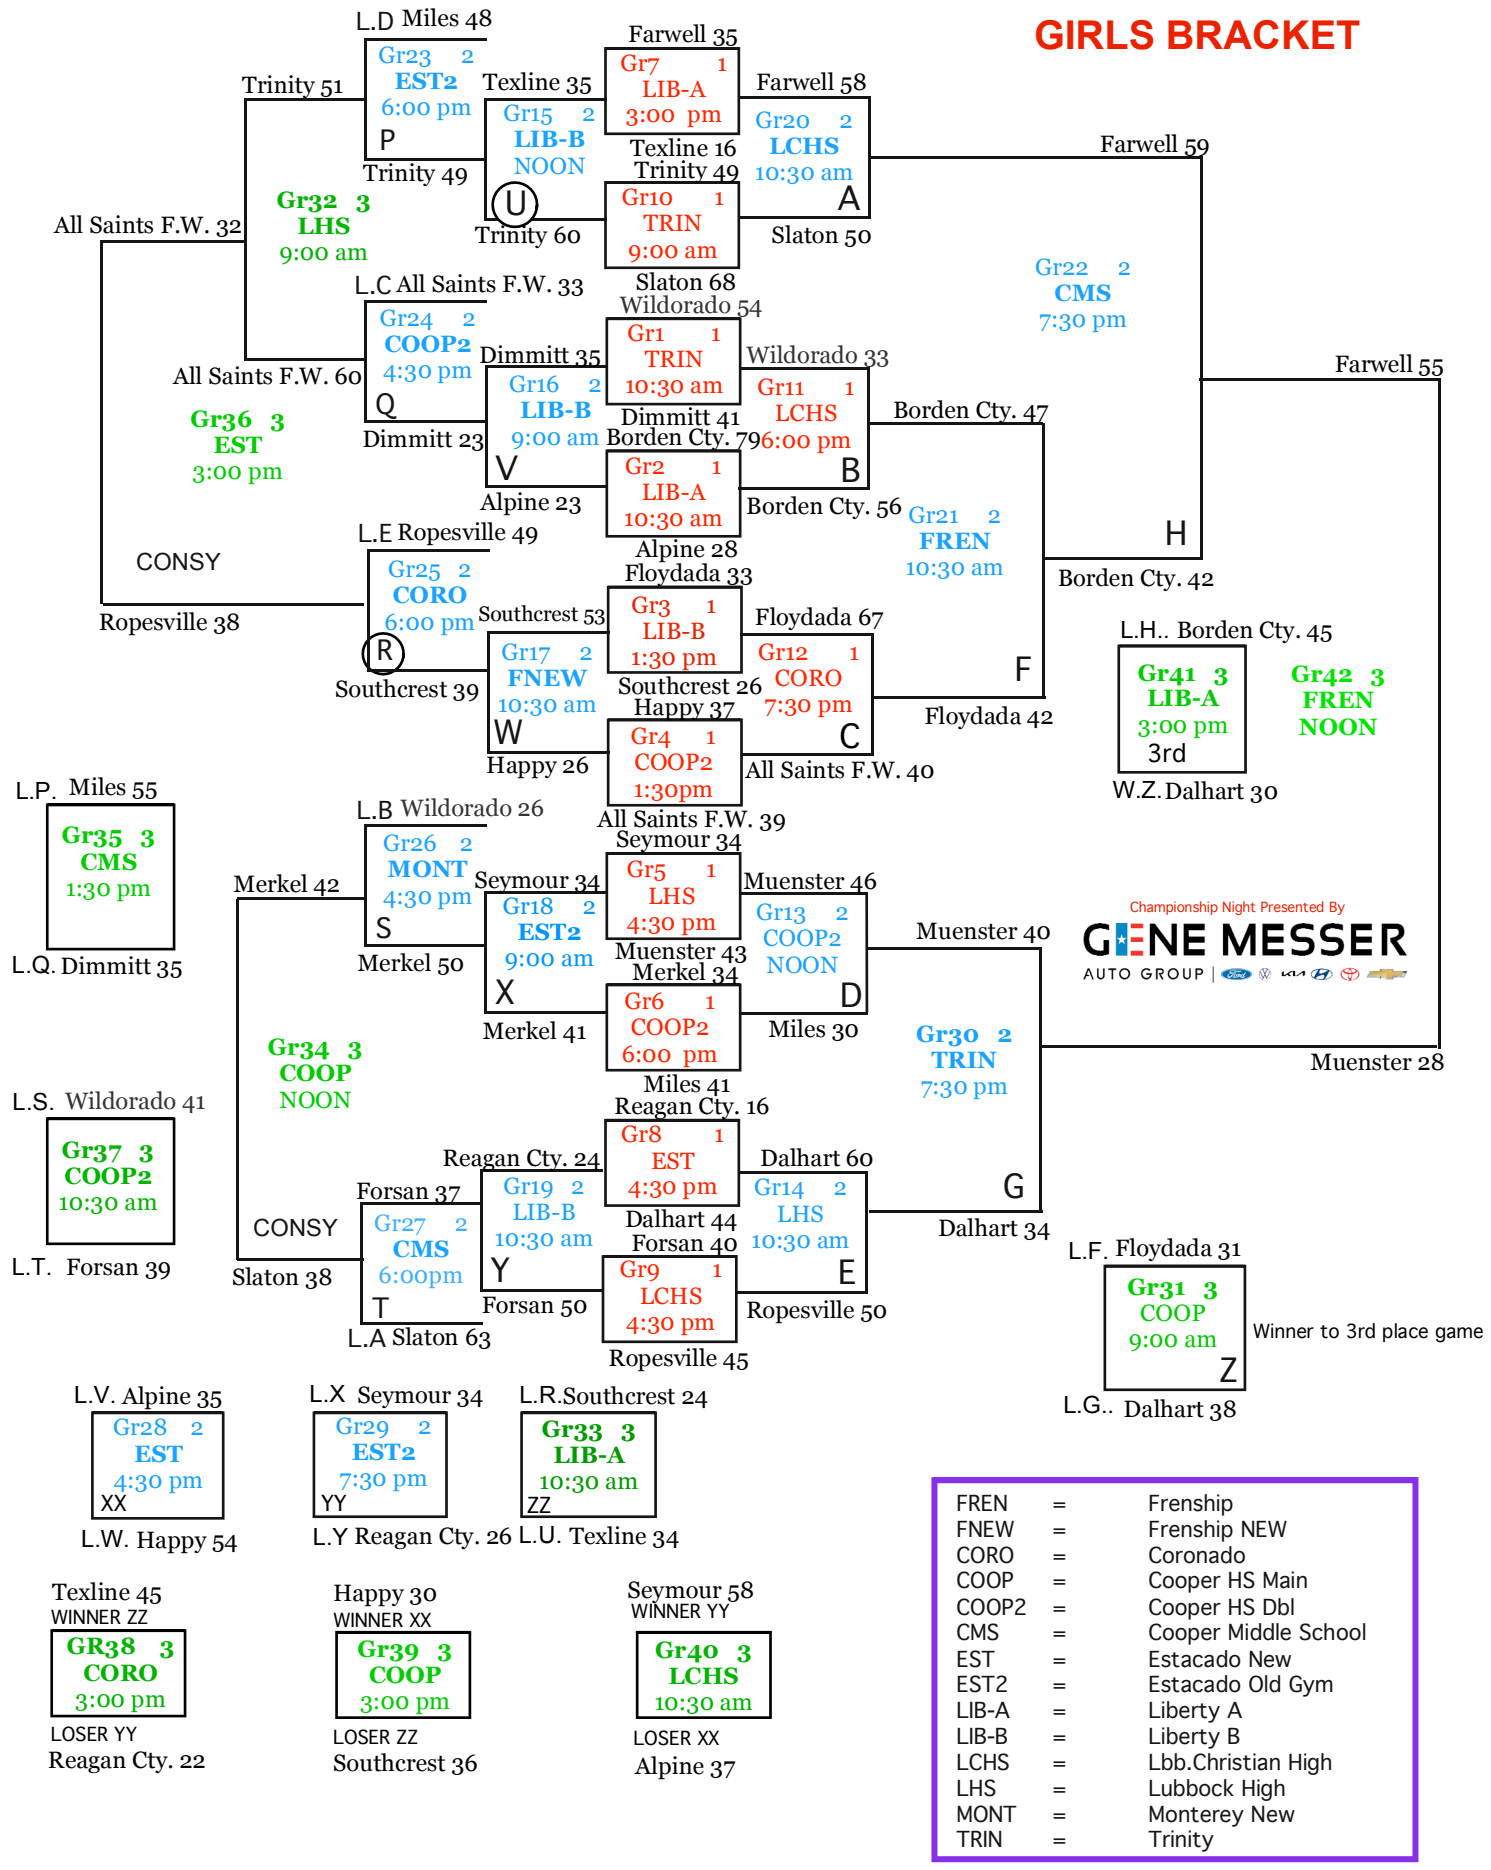 GIRLS BRACKET
L.D Miles 48
Gr23 2
EST2
6:00 pm
P
Trinity 49
Trinity 51
Gr32 3
LHS
9:00 am
All Saints F.W. 32
L.C All Saints F.W. 33
Gr24 2
COOP2
4:30 pm
Q
Dimmitt 23
All Saints F.W. 60
Gr36 3
EST
3:00 pm
CONSY
Ropesville 38
L.E Ropesville 49
Gr25 2
CORO
6:00 pm
R
Southcrest 39
Texline 35
Gr15 2
LIB-B
NOON
U
Trinity 60
Dimmitt 35
Gr16 2
LIB-B
9:00 am
V
Alpine 23
Southcrest 53
Gr17 2
FNEW
10:30 am
W
Happy 26
Farwell 35
Gr7 1
LIB-A
3:00 pm
Texline 16
Trinity 49
Gr10 1
TRIN
9:00 am
Slaton 68
Wildorado 54
Gr1 1
TRIN
10:30 am
Dimmitt 41
Borden Cty. 79
Gr2 1
LIB-A
10:30 am
Alpine 28
Floydada 33
Gr3 1
LIB-B
1:30 pm
Southcrest 26
Happy 37
Gr4 1
COOP2
1:30pm
All Saints F.W. 39
Farwell 58
Gr20 2
LCHS
10:30 am
A
Slaton 50
Wildorado 33
Gr11 1
LCHS
6:00 pm
B
Borden Cty. 56
Floydada 67
Gr12 1
CORO
7:30 pm
C
All Saints F.W. 40
Farwell 59
Gr22 2
CMS
7:30 pm
H
Borden Cty. 42
Borden Cty. 47
Gr21 2
FREN
10:30 am
F
Floydada 42
Farwell 55
L.H.. Borden Cty. 45
Gr41 3
LIB-A
3:00 pm
3rd
W.Z. Dalhart 30
Gr42 3
FREN
NOON
L.P. Miles 55
Gr35 3
CMS
1:30 pm
L.Q. Dimmitt 35
L.S. Wildorado 41
Gr37 3
COOP2
10:30 am
L.T. Forsan 39
L.B Wildorado 26
Gr26 2
MONT
4:30 pm
S
Merkel 50
Merkel 42
Gr34 3
COOP
NOON
CONSY
Slaton 38
Forsan 37
Gr27 2
CMS
6:00pm
T
L.A Slaton 63
Seymour 34
Gr18 2
EST2
9:00 am
X
Merkel 41
Reagan Cty. 24
Gr19 2
LIB-B
10:30 am
Y
Forsan 50
Seymour 34
Gr5 1
LHS
4:30 pm
Muenster 43
Merkel 34
Gr6 1
COOP2
6:00 pm
Miles 41
Reagan Cty. 16
Gr8 1
EST
4:30 pm
Dalhart 44
Forsan 40
Gr9 1
LCHS
4:30 pm
Ropesville 45
Muenster 46
Gr13 2
COOP2
NOON
D
Miles 30
Dalhart 60
Gr14 2
LHS
10:30 am
E
Ropesville 50
Muenster 40
Gr30 2
TRIN
7:30 pm
G
Dalhart 34
Championship Night Presented By
GENE MESSER
AUTO GROUP
Ford
KIA
Muenster 28
L.F. Floydada 31
Gr31 3
COOP
9:00 am
Z
Winner to 3rd place game
L.G.. Dalhart 38
L.V. Alpine 35
Gr28 2
EST
4:30 pm
XX
L.W. Happy 54
L.X Seymour 34
Gr29 2
EST2
7:30 pm
YY
L.Y Reagan Cty. 26
L.R.Southcrest 24
Gr33 3
LIB-A
10:30 am
ZZ
L.U. Texline 34
Texline 45
WINNER ZZ
GR38 3
CORO
3:00 pm
LOSER YY
Reagan Cty. 22
Happy 30
WINNER XX
Gr39 3
COOP
3:00 pm
LOSER ZZ
Southcrest 36
Seymour 58
WINNER YY
Gr40 3
LCHS
10:30 am
LOSER XX
Alpine 37
FREN = Frenship
FNEW = Frenship NEW
CORO = Coronado
COOP = Cooper HS Main
COOP2 = Cooper HS Dbl
CMS = Cooper Middle School
EST = Estacado New
EST2 = Estacado Old Gym
LIB-A = Liberty A
LIB-B = Liberty B
LCHS = Lbb.Christian High
LHS = Lubbock High
MONT = Monterey New
TRIN = Trinity